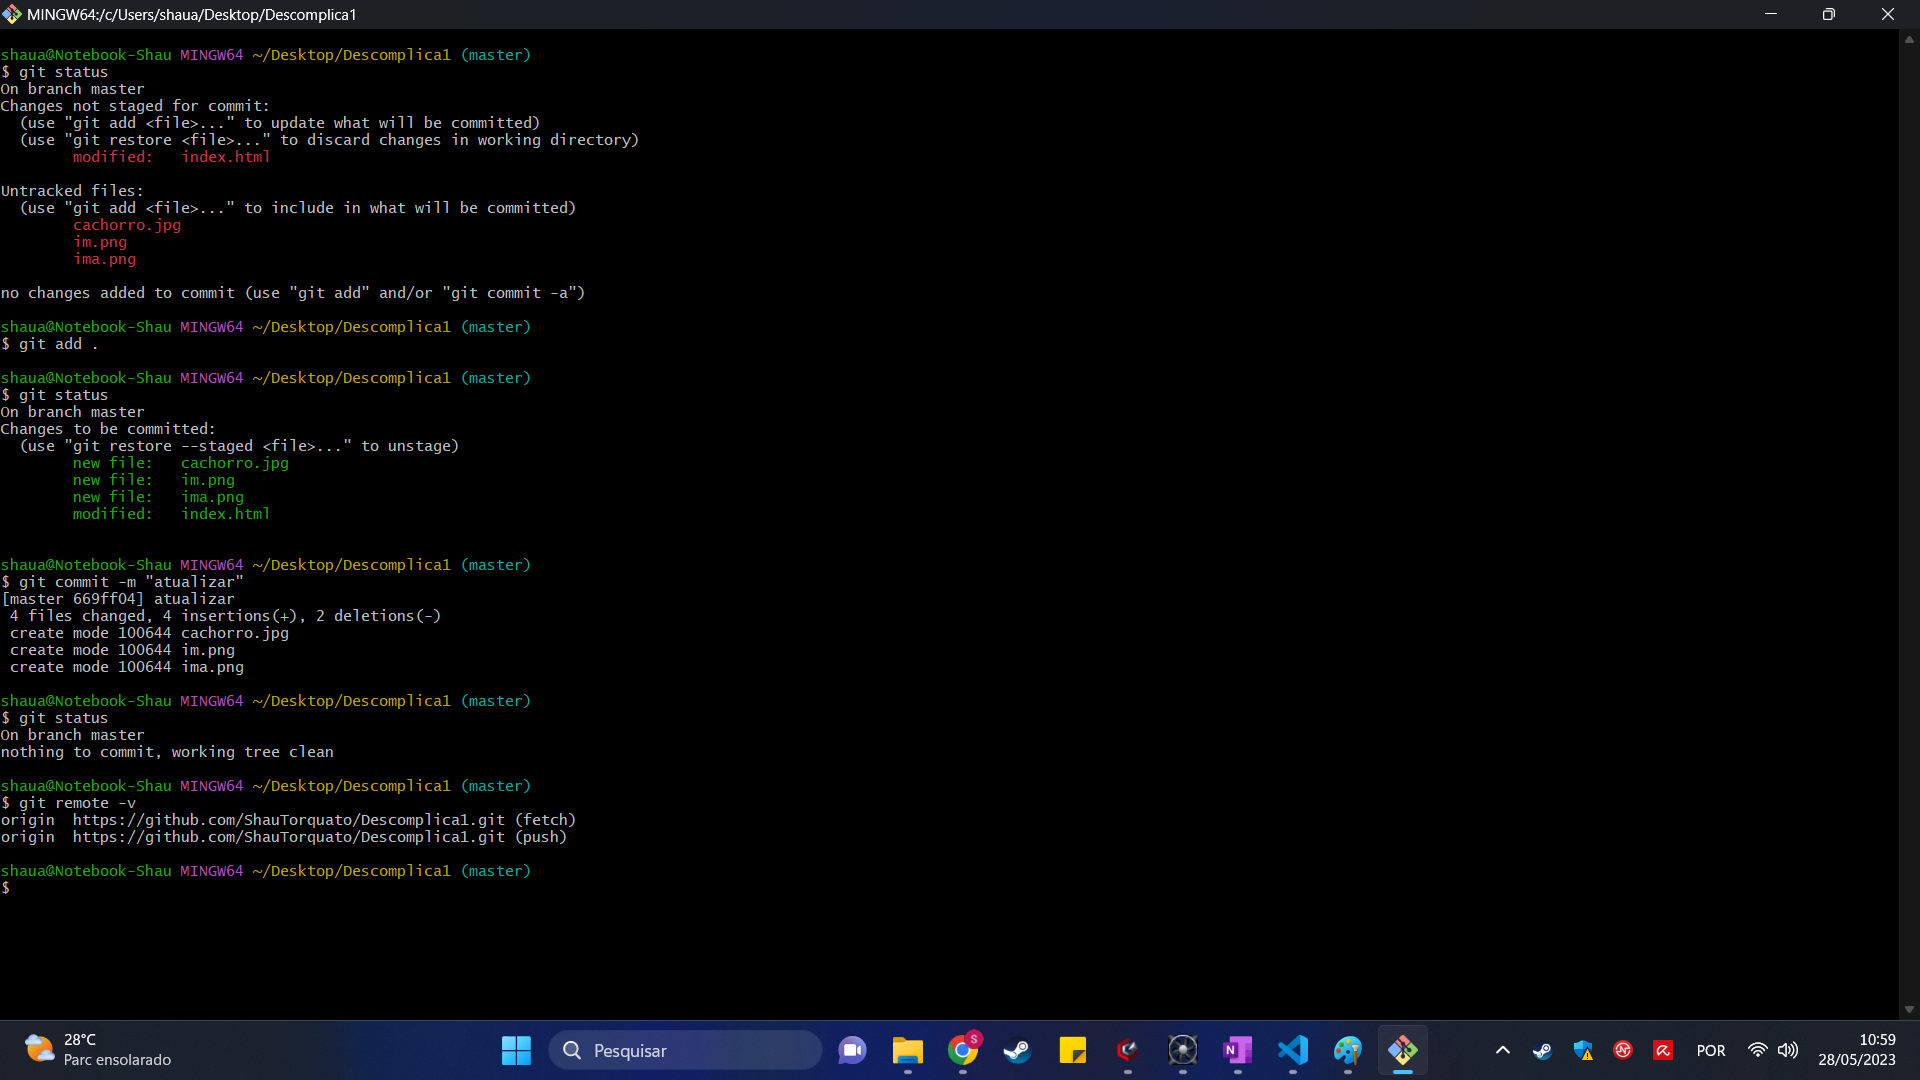 MINGW64:/c/Users/shaua/Desktop/Descomplica1
shaua@Notebook-Shau MINGW64 ~/Desktop/Descomplica1 (master)
$ git status
On branch master
Changes not staged for commit:
  (use "git add <file>..." to update what will be committed)
  (use "git restore <file>..." to discard changes in working directory)
        modified:   index.html

Untracked files:
  (use "git add <file>..." to include in what will be committed)
        cachorro.jpg
        im.png
        ima.png

no changes added to commit (use "git add" and/or "git commit -a")

shaua@Notebook-Shau MINGW64 ~/Desktop/Descomplica1 (master)
$ git add .

shaua@Notebook-Shau MINGW64 ~/Desktop/Descomplica1 (master)
$ git status
On branch master
Changes to be committed:
  (use "git restore --staged <file>..." to unstage)
        new file:   cachorro.jpg
        new file:   im.png
        new file:   ima.png
        modified:   index.html

shaua@Notebook-Shau MINGW64 ~/Desktop/Descomplica1 (master)
$ git commit -m "atualizar"
[master 669ff04] atualizar
 4 files changed, 4 insertions(+), 2 deletions(-)
 create mode 100644 cachorro.jpg
 create mode 100644 im.png
 create mode 100644 ima.png

shaua@Notebook-Shau MINGW64 ~/Desktop/Descomplica1 (master)
$ git status
On branch master
nothing to commit, working tree clean

shaua@Notebook-Shau MINGW64 ~/Desktop/Descomplica1 (master)
$ git remote -v
origin  https://github.com/ShauTorquato/Descomplica1.git (fetch)
origin  https://github.com/ShauTorquato/Descomplica1.git (push)

shaua@Notebook-Shau MINGW64 ~/Desktop/Descomplica1 (master)
$
28°C
Parc ensolarado
Pesquisar
S
N
POR
10:59
28/05/2023